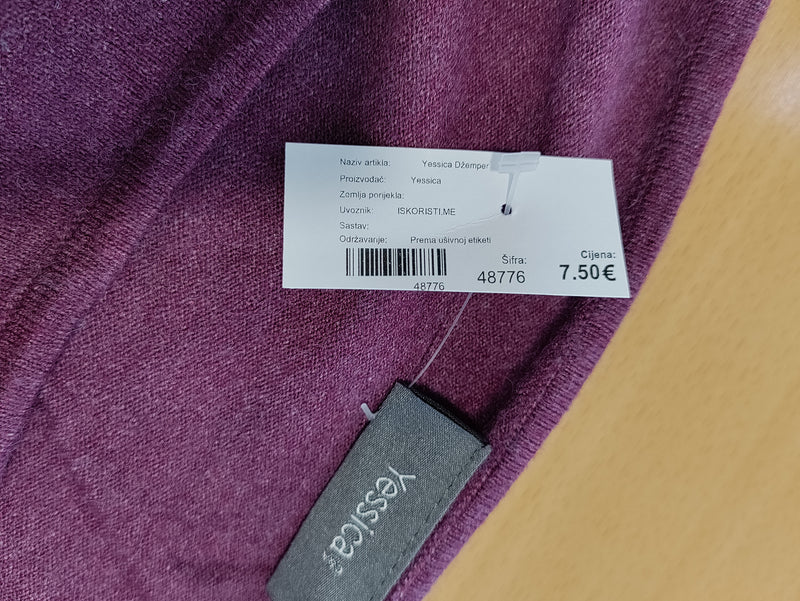 Naziv artikla: Yessica Džemper
Proizvođač: Yessica
Zemlja porijekla:
Uvoznik: ISKORISTI.ME
Sastav:
Održavanje: Prema ušivnoj etiketi
48776
Šifra:
48776
Cijena:
7.50€
Yessica